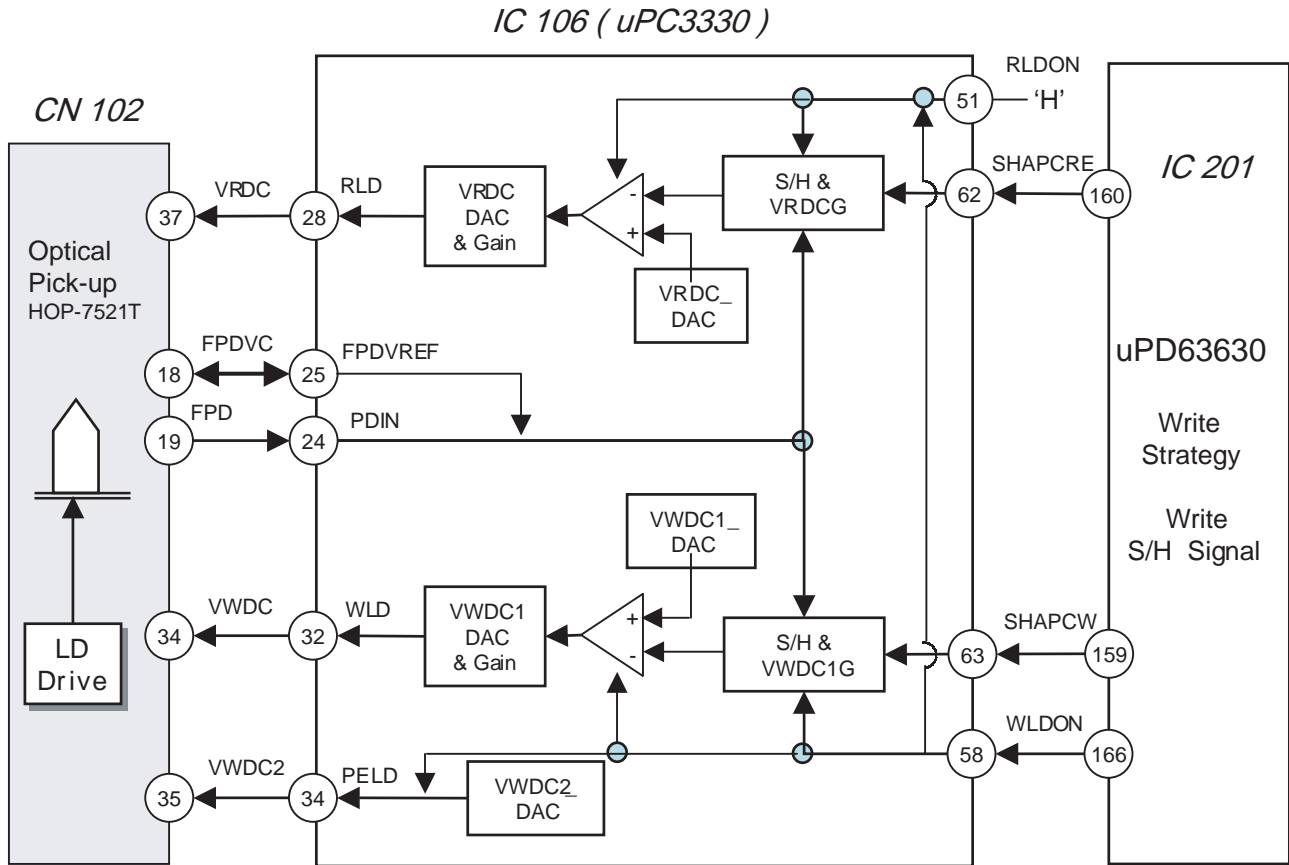 IC 106 ( uPC3330 )
CN 102
Optical
Pick-up
HOP-7521T
LD
Drive
37
VRDC
28
RLD
VRDC
DAC
& Gain
-
+
VRDC_
DAC
S/H &
VRDCG
51
RLDON
'H'
62
SHAPCRE
160
IC 201
18
FPDVC
25
FPDVREF
19
FPD
24
PDIN
uPD63630
Write
Strategy
Write
S/H Signal
VWDC1_
DAC
34
VWDC
32
WLD
VWDC1
DAC
& Gain
+
-
S/H &
VWDC1G
63
SHAPCW
159
58
WLDON
166
35
VWDC2
34
PELD
VWDC2_
DAC